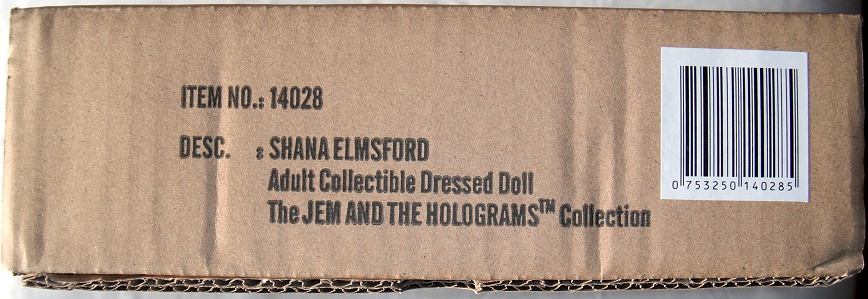 ITEM NO.: 14028
DESC. : SHANA ELMSFORD
Adult Collectible Dressed Doll
The JEM AND THE HOLOGRAMS™ Collection
0 753250 140285